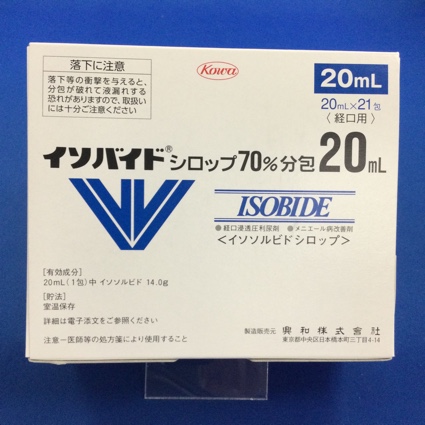 落下に注意
落下等の衝撃を与えると、
分包が破れて液漏れする
恐れがありますので、取扱い
には十分ご注意ください
Kowa
20mL
20mL×21包
〈経口用〉
イソバイド®シロップ70%分包20mL
ISOBIDE
●経口浸透圧利尿剤 ●メニエール病改善剤
<イソソルビドシロップ>
[有効成分]
20mL(1包)中 イソソルビド 14.0g
[貯法]
室温保存
詳細は電子添文をご参照ください
注意-医師等の処方箋により使用すること
製造販売元 興和株式会社
東京都中央区日本橋本町三丁目4-14